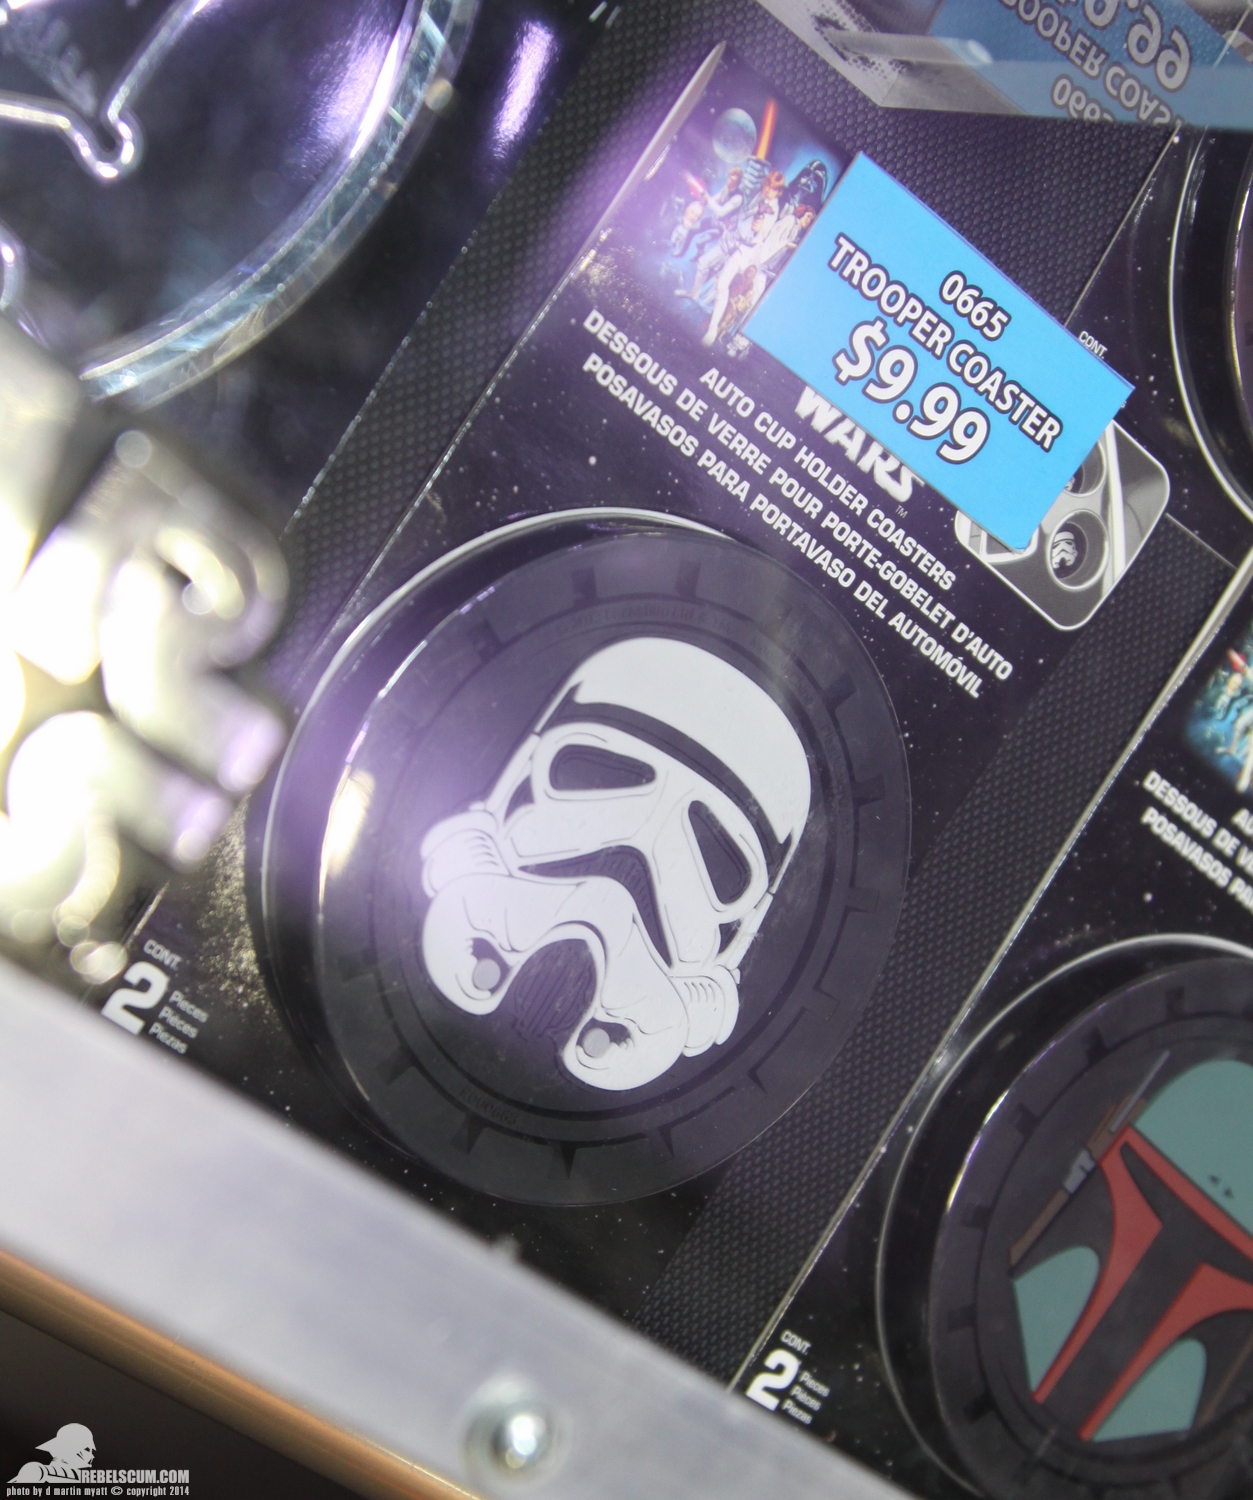 0665
TROOPER COASTER
$9.99
WARS
TM
AUTO CUP HOLDER COASTERS
DESSOUS DE VERRE POUR PORTE-GOBELET D'AUTO
POSAVASOS PARA PORTAVASO DEL AUTOMÓVIL
CONT.
CONT.
2
Pieces
Pièces
Piezas
DESSOUS DE
POSAVASOS
CONT.
2
Pieces
Pièces
Piezas
REBELSCUM.COM
photo by d martin myatt © copyright 2014